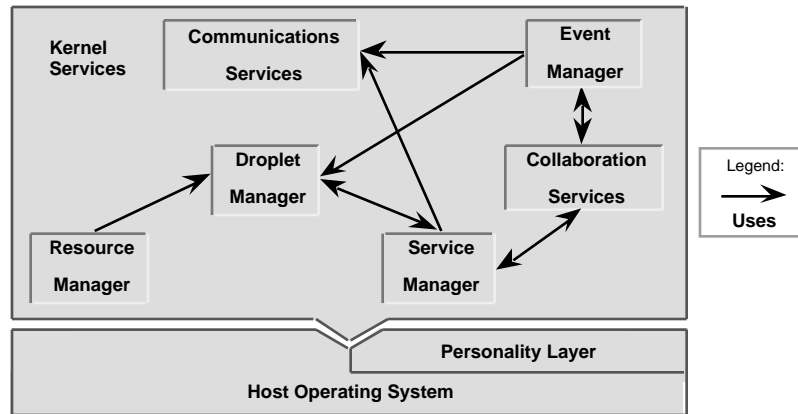 Kernel
Services
Communications
Services
Event
Manager
Droplet
Manager
Collaboration
Services
Resource
Manager
Service
Manager
Legend:
Uses
Personality Layer
Host Operating System